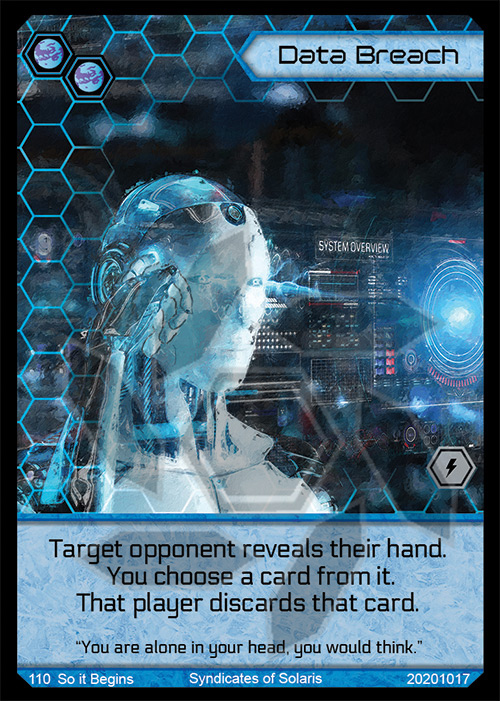 Data Breach
SYSTEM OVERVIEW
Target opponent reveals their hand.
You choose a card from it.
That player discards that card.
“You are alone in your head, you would think.”
110 So it Begins Syndicates of Solaris 20201017